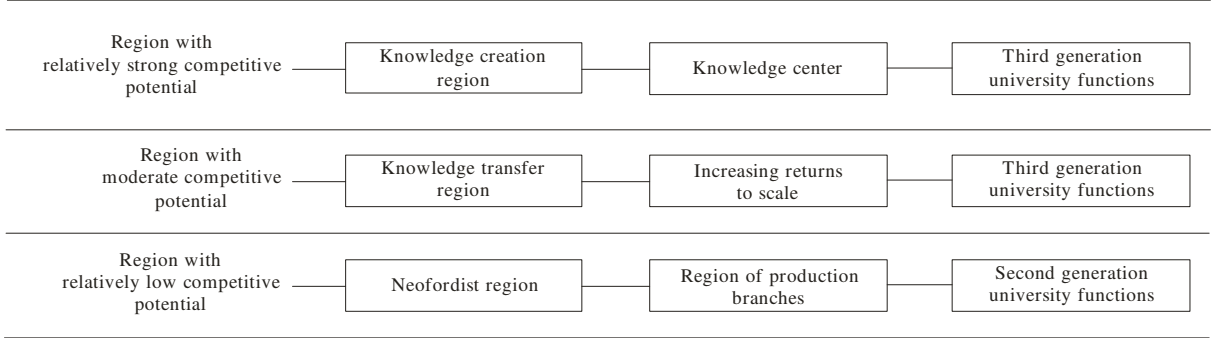 Region with
relatively strong competitive
potential
Knowledge creation
region
Knowledge center
Third generation
university functions
Region with
moderate competitive
potential
Knowledge transfer
region
Increasing returns
to scale
Third generation
university functions
Region with
relatively low competitive
potential
Neofordist region
Region of production
branches
Second generation
university functions